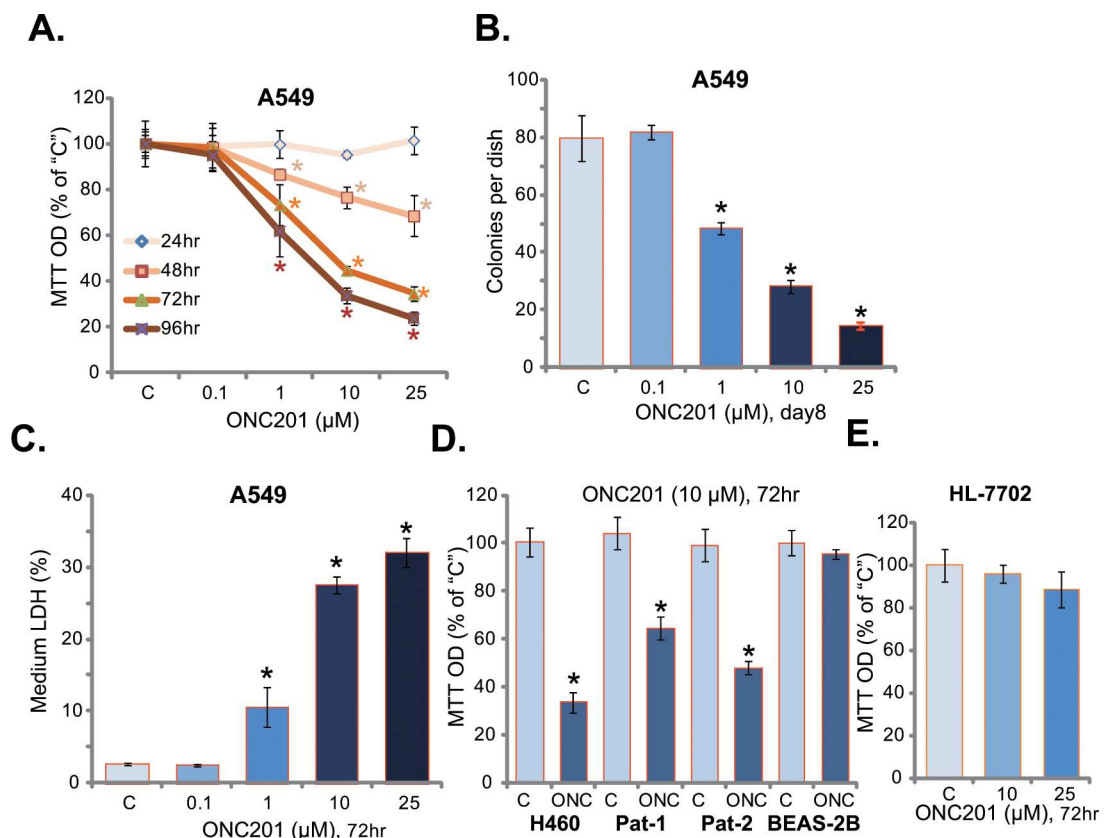 A.
A549
MTT OD (% of "C")
120
100
80
60
40
20
0
24hr
48hr
72hr
96hr
* * *
* * *
* * *
C 0.1 1 10 25
ONC201 (µM)
B.
A549
Colonies per dish
100
80
60
40
20
0
* * *
C 0.1 1 10 25
ONC201 (µM), day8
C.
A549
Medium LDH (%)
40
30
20
10
0
* * *
C 0.1 1 10 25
ONC201 (µM), 72hr
D.
ONC201 (10 µM), 72hr
MTT OD (% of "C")
120
100
80
60
40
20
0
* * *
C ONC C ONC C ONC C ONC
H460 Pat-1 Pat-2 BEAS-2B
E.
HL-7702
MTT OD (% of "C")
120
100
80
60
40
20
0
C 10 25
ONC201 (µM), 72hr